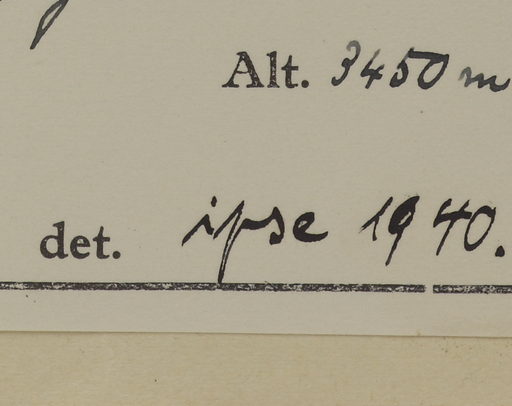 Alt. 3450 m
det. ipse 1940.